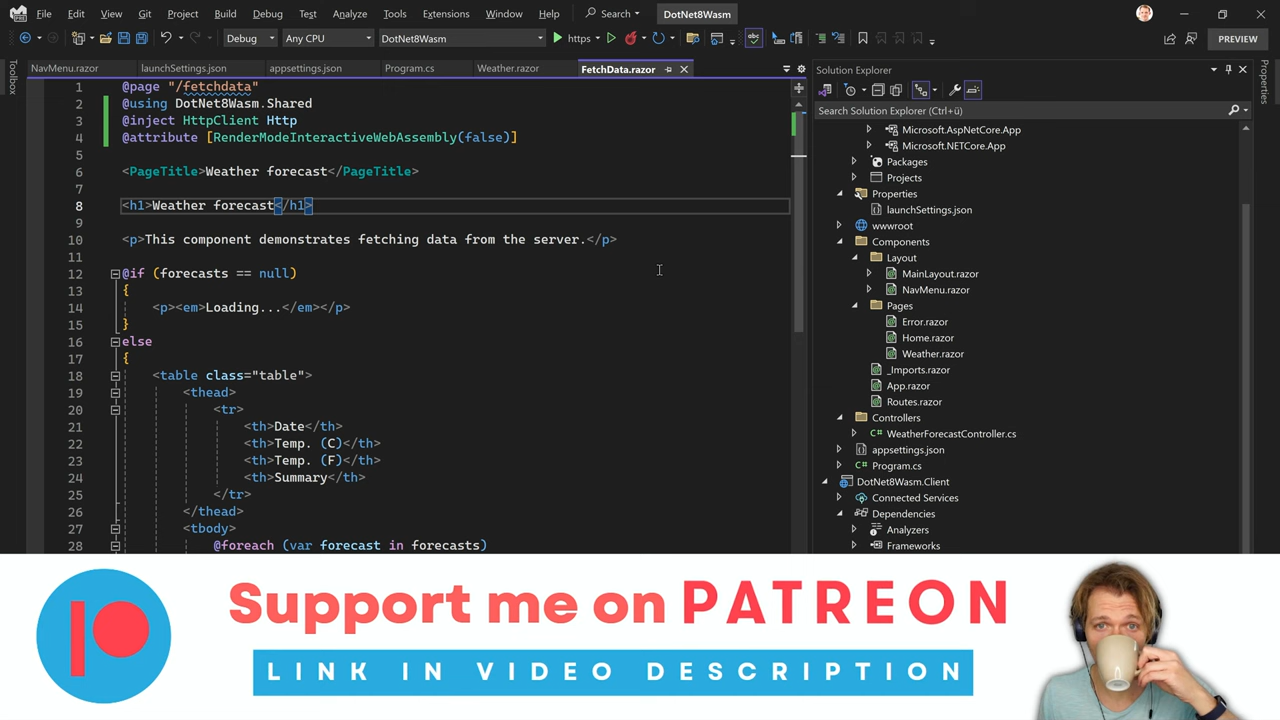 File Edit View Git Project Build Debug Test Analyze Tools Extensions Window Help Search DotNet8Wasm
Debug Any CPU DotNet8Wasm https PREVIEW
Toolbox
NavMenu.razor launchSettings.json appsettings.json Program.cs Weather.razor FetchData.razor
1 @page "/fetchdata"
2 @using DotNet8Wasm.Shared
3 @inject HttpClient Http
4 @attribute [RenderModeInteractiveWebAssembly(false)]
5
6 <PageTitle>Weather forecast</PageTitle>
7
8 <h1>Weather forecast</h1>
9
10 <p>This component demonstrates fetching data from the server.</p>
11
12 @if (forecasts == null)
13 {
14 <p><em>Loading...</em></p>
15 }
16 else
17 {
18 <table class="table">
19 <thead>
20 <tr>
21 <th>Date</th>
22 <th>Temp. (C)</th>
23 <th>Temp. (F)</th>
24 <th>Summary</th>
25 </tr>
26 </thead>
27 <tbody>
28 @foreach (var forecast in forecasts)
Solution Explorer
Search Solution Explorer (Ctrl+ü)
Microsoft.AspNetCore.App
Microsoft.NETCore.App
Packages
Projects
Properties
launchSettings.json
wwwroot
Components
Layout
MainLayout.razor
NavMenu.razor
Pages
Error.razor
Home.razor
Weather.razor
_Imports.razor
App.razor
Routes.razor
Controllers
WeatherForecastController.cs
appsettings.json
Program.cs
DotNet8Wasm.Client
Connected Services
Dependencies
Analyzers
Frameworks
Properties
Support me on PATREON
LINK IN VIDEO DESCRIPTION